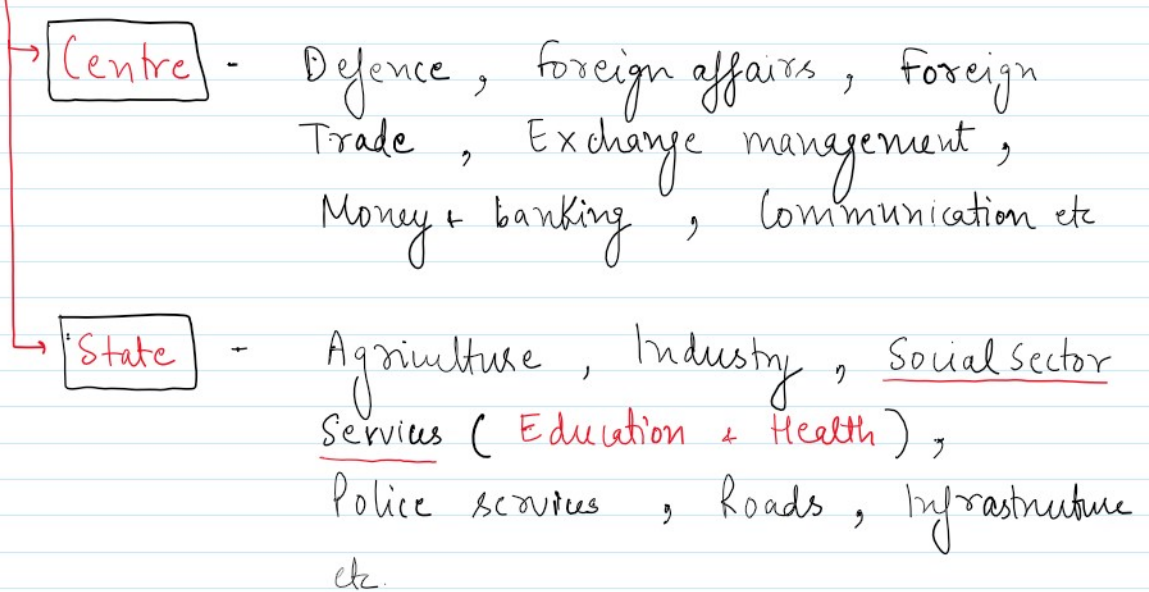 Centre - Defence, foreign affairs, Foreign
Trade, Exchange management,
Money + banking, Communication etc
State - Agriculture, Industry, Social Sector
Services (Education + Health),
Police services, Roads, Infrastructure
etc.